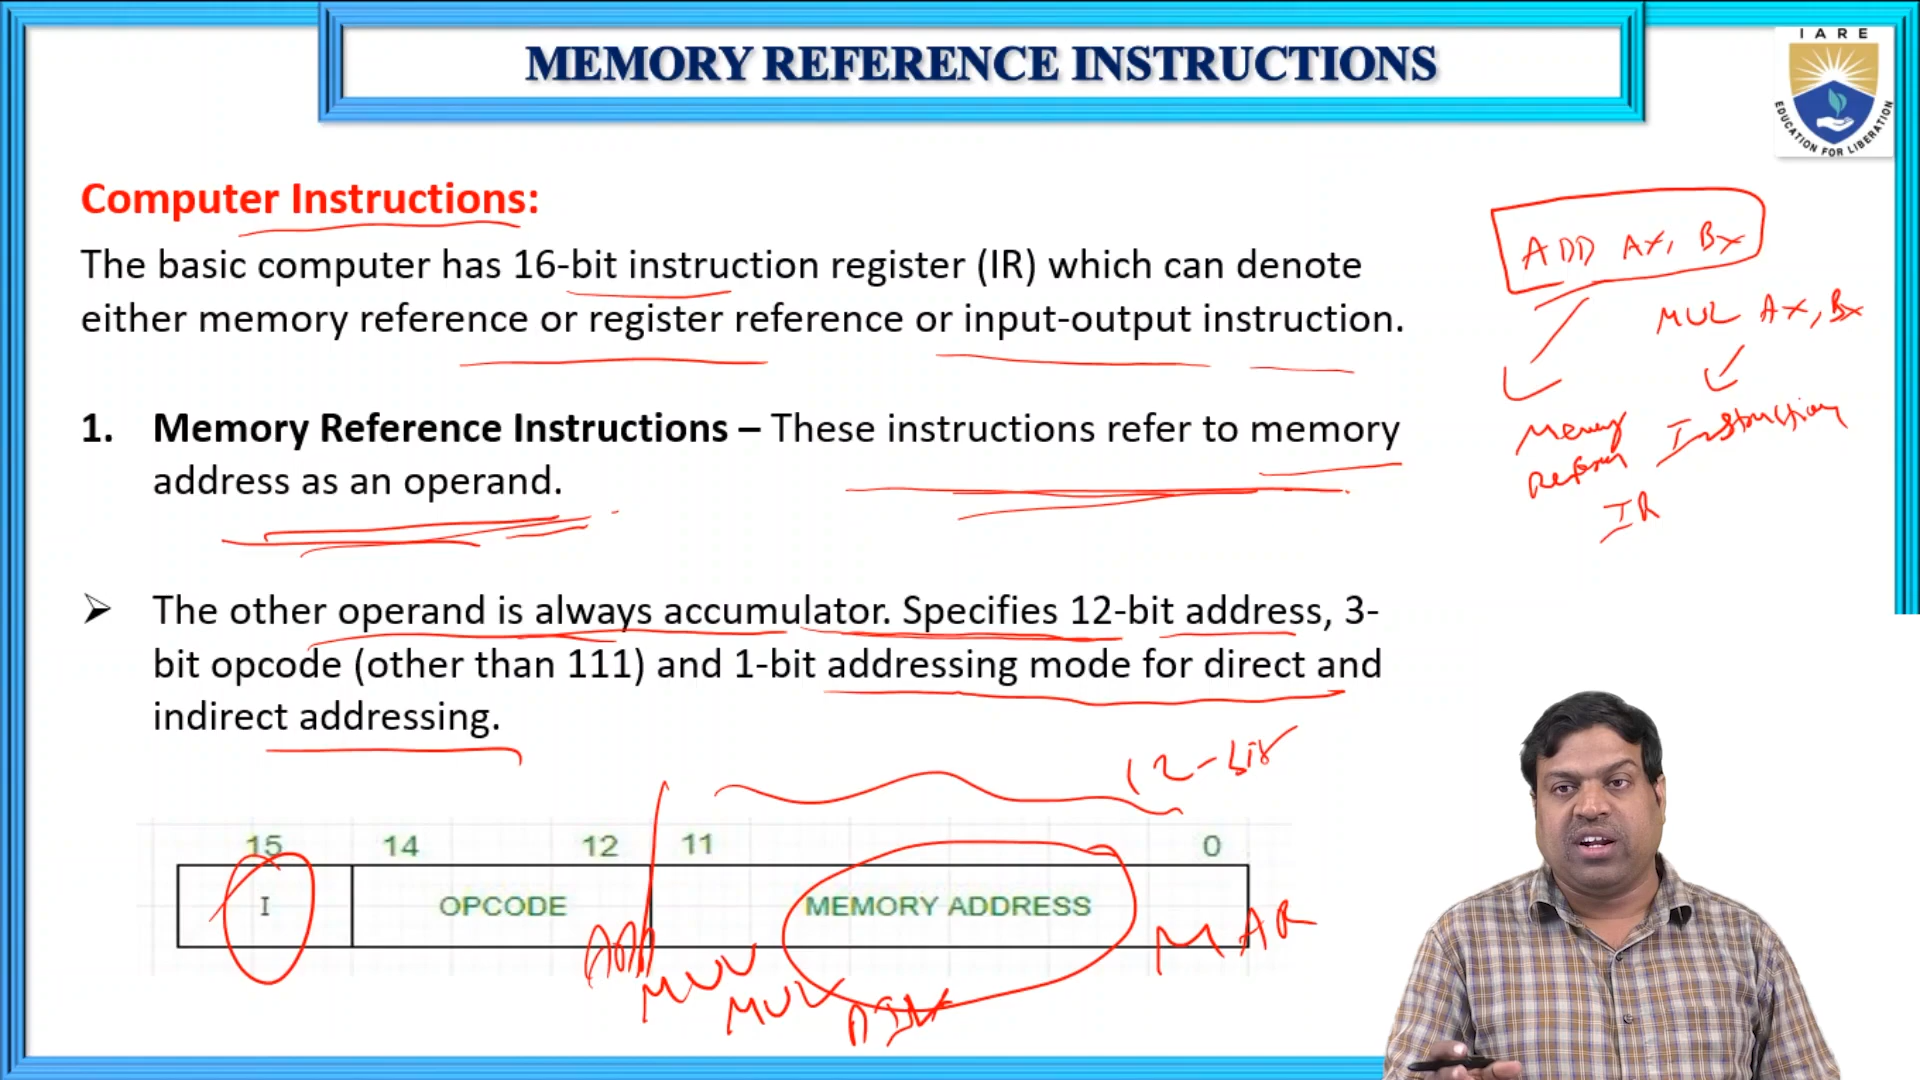 MEMORY REFERENCE INSTRUCTIONS
IARE
EDUCATION FOR LIBERATION
Computer Instructions:
The basic computer has 16-bit instruction register (IR) which can denote
either memory reference or register reference or input-output instruction.
ADD AX, BX
MUL AX, BX
Instruction
IR
1. Memory Reference Instructions – These instructions refer to memory
address as an operand.
➢ The other operand is always accumulator. Specifies 12-bit address, 3-
bit opcode (other than 111) and 1-bit addressing mode for direct and
indirect addressing.
12-bit
15 14 12 11 0
I OPCODE MEMORY ADDRESS
MAR
ADD
MUL